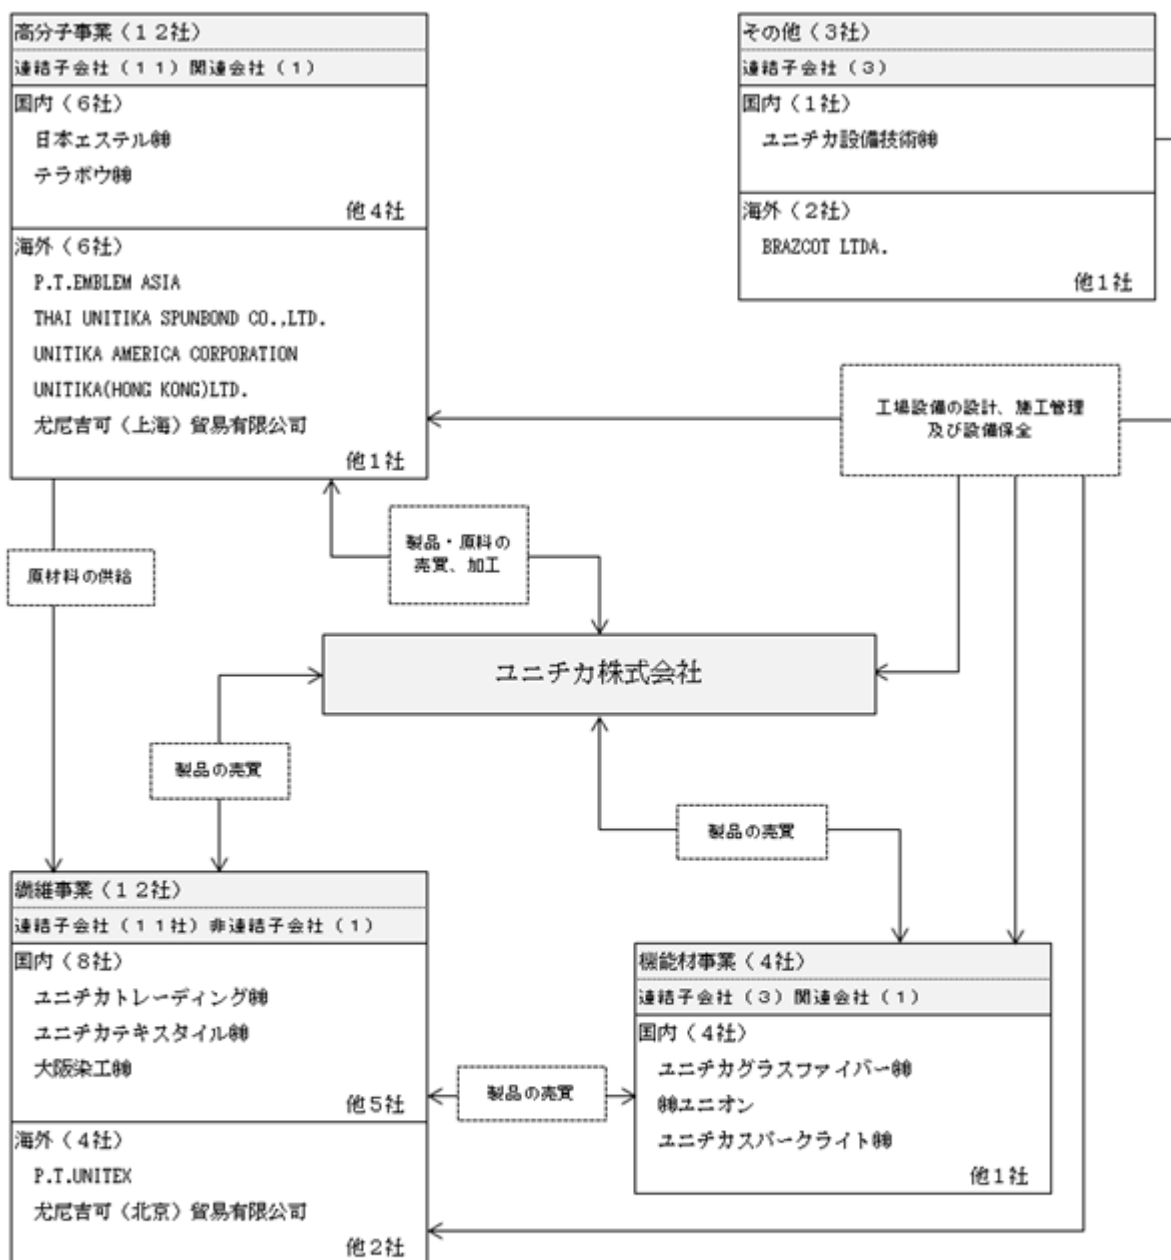 高分子事業（１２社）
連結子会社（１１）関連会社（１）
国内（６社）
日本エステル㈱
テラボウ㈱
他４社
海外（６社）
P.T.EMBLEM ASIA
THAI UNITIKA SPUNBOND CO.,LTD.
UNITIKA AMERICA CORPORATION
UNITIKA(HONG KONG)LTD.
尤尼吉可（上海）貿易有限公司
他１社
その他（３社）
連結子会社（３）
国内（１社）
ユニチカ設備技術㈱
海外（２社）
BRAZCOT LTDA.
他１社
工場設備の設計、施工管理
及び設備保全
製品・原料の
売買、加工
原材料の供給
ユニチカ株式会社
製品の売買
製品の売買
繊維事業（１２社）
連結子会社（１１社）非連結子会社（１）
国内（８社）
ユニチカトレーディング㈱
ユニチカテキスタイル㈱
大阪染工㈱
他５社
海外（４社）
P.T.UNITEX
尤尼吉可（北京）貿易有限公司
他２社
製品の売買
機能材事業（４社）
連結子会社（３）関連会社（１）
国内（４社）
ユニチカグラスファイバー㈱
㈱ユニオン
ユニチカスパークライト㈱
他１社